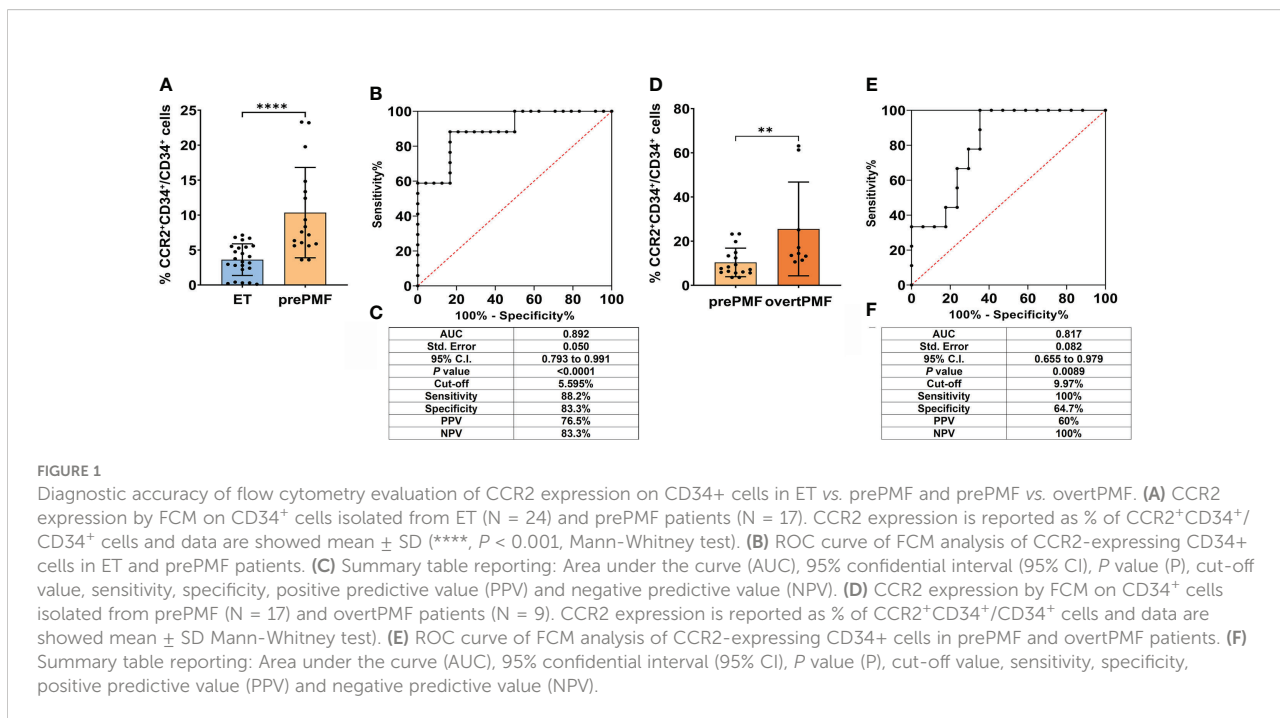 A
% CCR2⁺CD34⁺/CD34⁺ cells
25
20
15
10
5
0
****
ET prePMF
B
Sensitivity%
100
80
60
40
20
0
0 20 40 60 80 100
100% - Specificity%
C
AUC 0.892
Std. Error 0.050
95% C.I. 0.793 to 0.991
P value <0.0001
Cut-off 5.595%
Sensitivity 88.2%
Specificity 83.3%
PPV 76.5%
NPV 83.3%
D
% CCR2⁺CD34⁺/CD34⁺ cells
80
60
40
20
0
**
prePMF overtPMF
E
Sensitivity%
100
80
60
40
20
0
0 20 40 60 80 100
100% - Specificity%
F
AUC 0.817
Std. Error 0.082
95% C.I. 0.655 to 0.979
P value 0.0089
Cut-off 9.97%
Sensitivity 100%
Specificity 64.7%
PPV 60%
NPV 100%
FIGURE 1
Diagnostic accuracy of flow cytometry evaluation of CCR2 expression on CD34+ cells in ET vs. prePMF and prePMF vs. overtPMF. (A) CCR2
expression by FCM on CD34⁺ cells isolated from ET (N = 24) and prePMF patients (N = 17). CCR2 expression is reported as % of CCR2⁺CD34⁺/
CD34⁺ cells and data are showed mean ± SD (****, P < 0.001, Mann-Whitney test). (B) ROC curve of FCM analysis of CCR2-expressing CD34+
cells in ET and prePMF patients. (C) Summary table reporting: Area under the curve (AUC), 95% confidential interval (95% CI), P value (P), cut-off
value, sensitivity, specificity, positive predictive value (PPV) and negative predictive value (NPV). (D) CCR2 expression by FCM on CD34⁺ cells
isolated from prePMF (N = 17) and overtPMF patients (N = 9). CCR2 expression is reported as % of CCR2⁺CD34⁺/CD34⁺ cells and data are
showed mean ± SD Mann-Whitney test). (E) ROC curve of FCM analysis of CCR2-expressing CD34+ cells in prePMF and overtPMF patients. (F)
Summary table reporting: Area under the curve (AUC), 95% confidential interval (95% CI), P value (P), cut-off value, sensitivity, specificity,
positive predictive value (PPV) and negative predictive value (NPV).